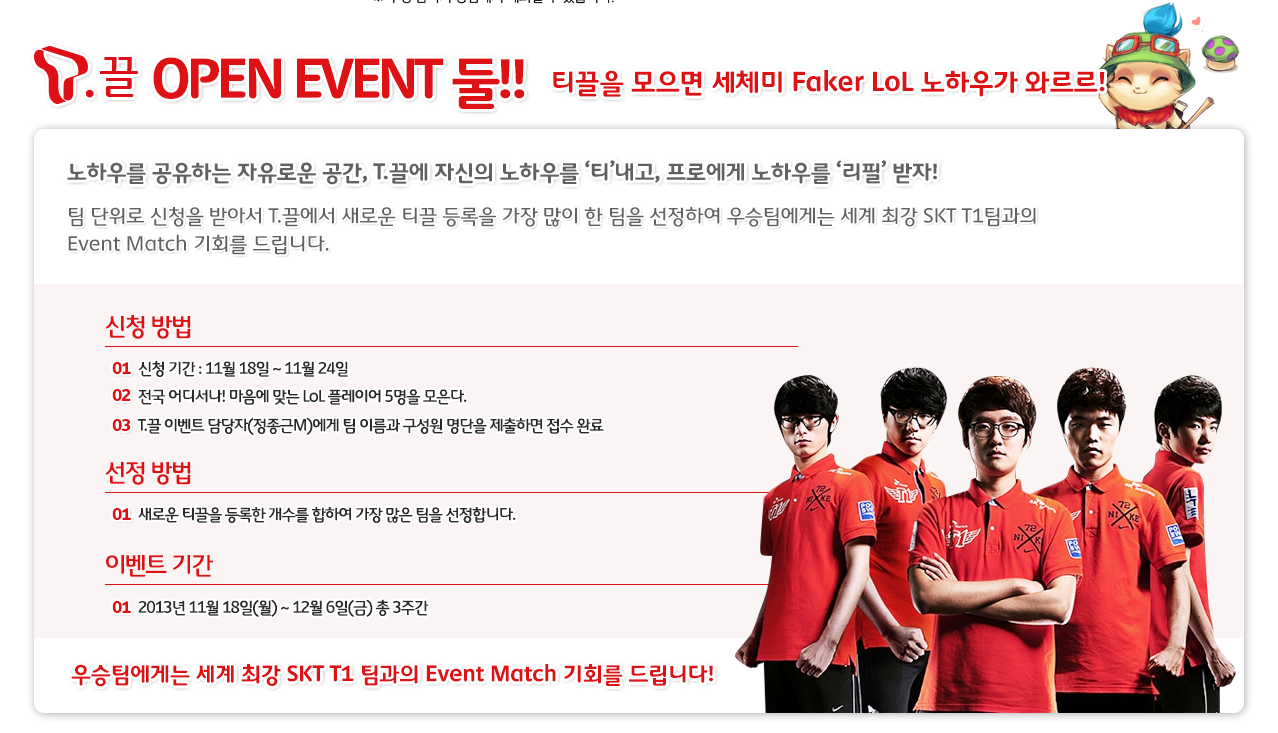 T.끌 OPEN EVENT 둘!! 티끌을 모으면 세체미 Faker LoL 노하우가 와르르!
노하우를 공유하는 자유로운 공간, T.끌에 자신의 노하우를 ‘티’내고, 프로에게 노하우를 ‘리필’ 받자!
팀 단위로 신청을 받아서 T.끌에서 새로운 티끌 등록을 가장 많이 한 팀을 선정하여 우승팀에게는 세계 최강 SKT T1팀과의
Event Match 기회를 드립니다.
신청 방법
01 신청 기간 : 11월 18일 ~ 11월 24일
02 전국 어디서나! 마음에 맞는 LoL 플레이어 5명을 모은다.
03 T.끌 이벤트 담당자(정종근M)에게 팀 이름과 구성원 명단을 제출하면 접수 완료
선정 방법
01 새로운 티끌을 등록한 개수를 합하여 가장 많은 팀을 선정합니다.
이벤트 기간
01 2013년 11월 18일(월) ~ 12월 6일(금) 총 3주간
우승팀에게는 세계 최강 SKT T1 팀과의 Event Match 기회를 드립니다!
T1
NIKE
T1
NIKE